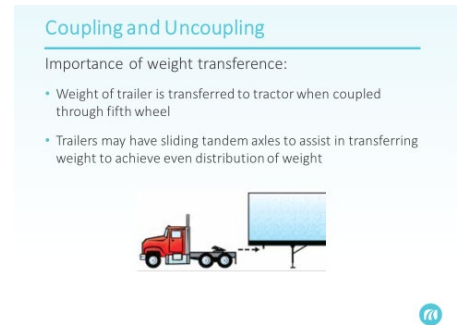 Coupling and Uncoupling
Importance of weight transference:
• Weight of trailer is transferred to tractor when coupled
through fifth wheel
• Trailers may have sliding tandem axles to assist in transferring
weight to achieve even distribution of weight